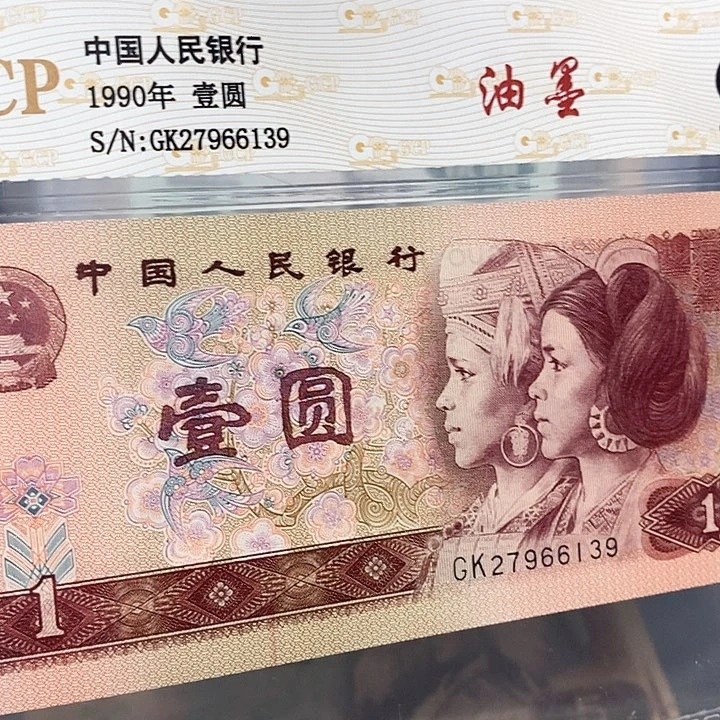 CP
中国人民银行
1990年 壹圆
S/N:GK27966139
油墨
中国人民银行
壹圆
GK27966139
1
1